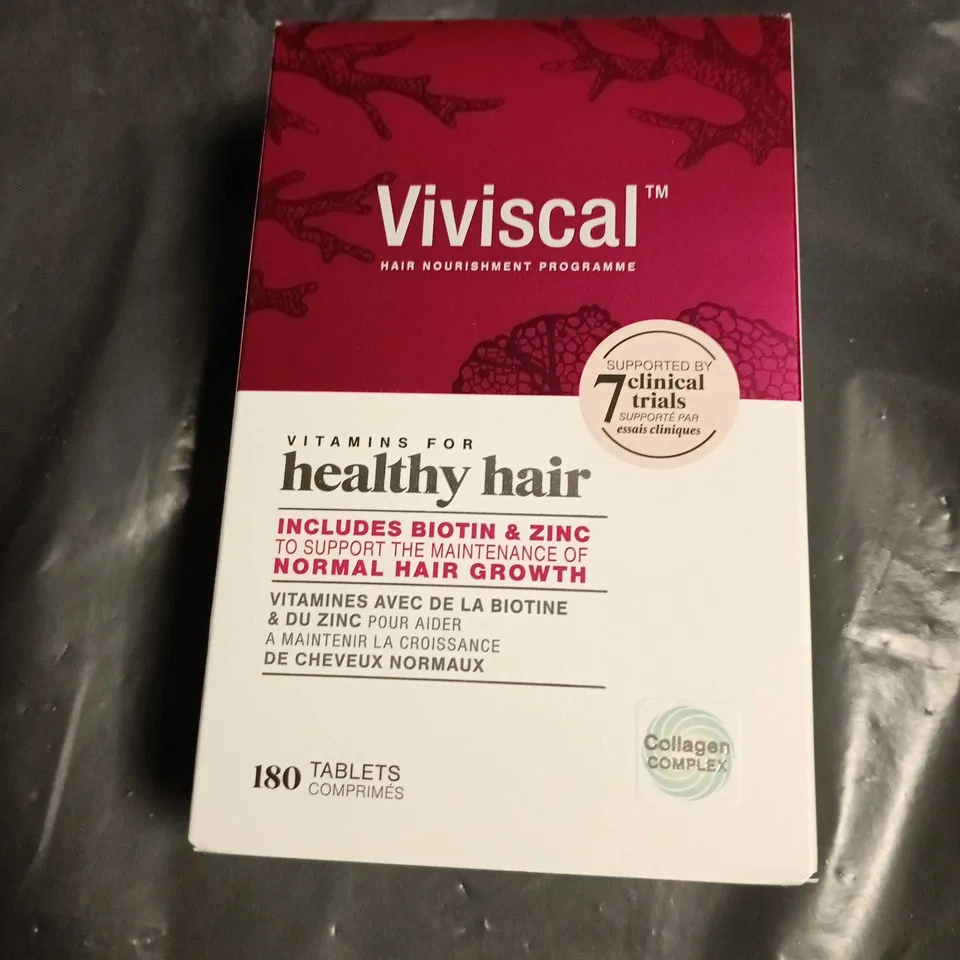 Viviscal™
HAIR NOURISHMENT PROGRAMME
SUPPORTED BY
7 clinical
trials
SUPPORTÉ PAR
essais cliniques
VITAMINS FOR
healthy hair
INCLUDES BIOTIN & ZINC
TO SUPPORT THE MAINTENANCE OF
NORMAL HAIR GROWTH
VITAMINES AVEC DE LA BIOTINE
& DU ZINC POUR AIDER
A MAINTENIR LA CROISSANCE
DE CHEVEUX NORMAUX
Collagen
COMPLEX
180 TABLETS
COMPRIMÉS